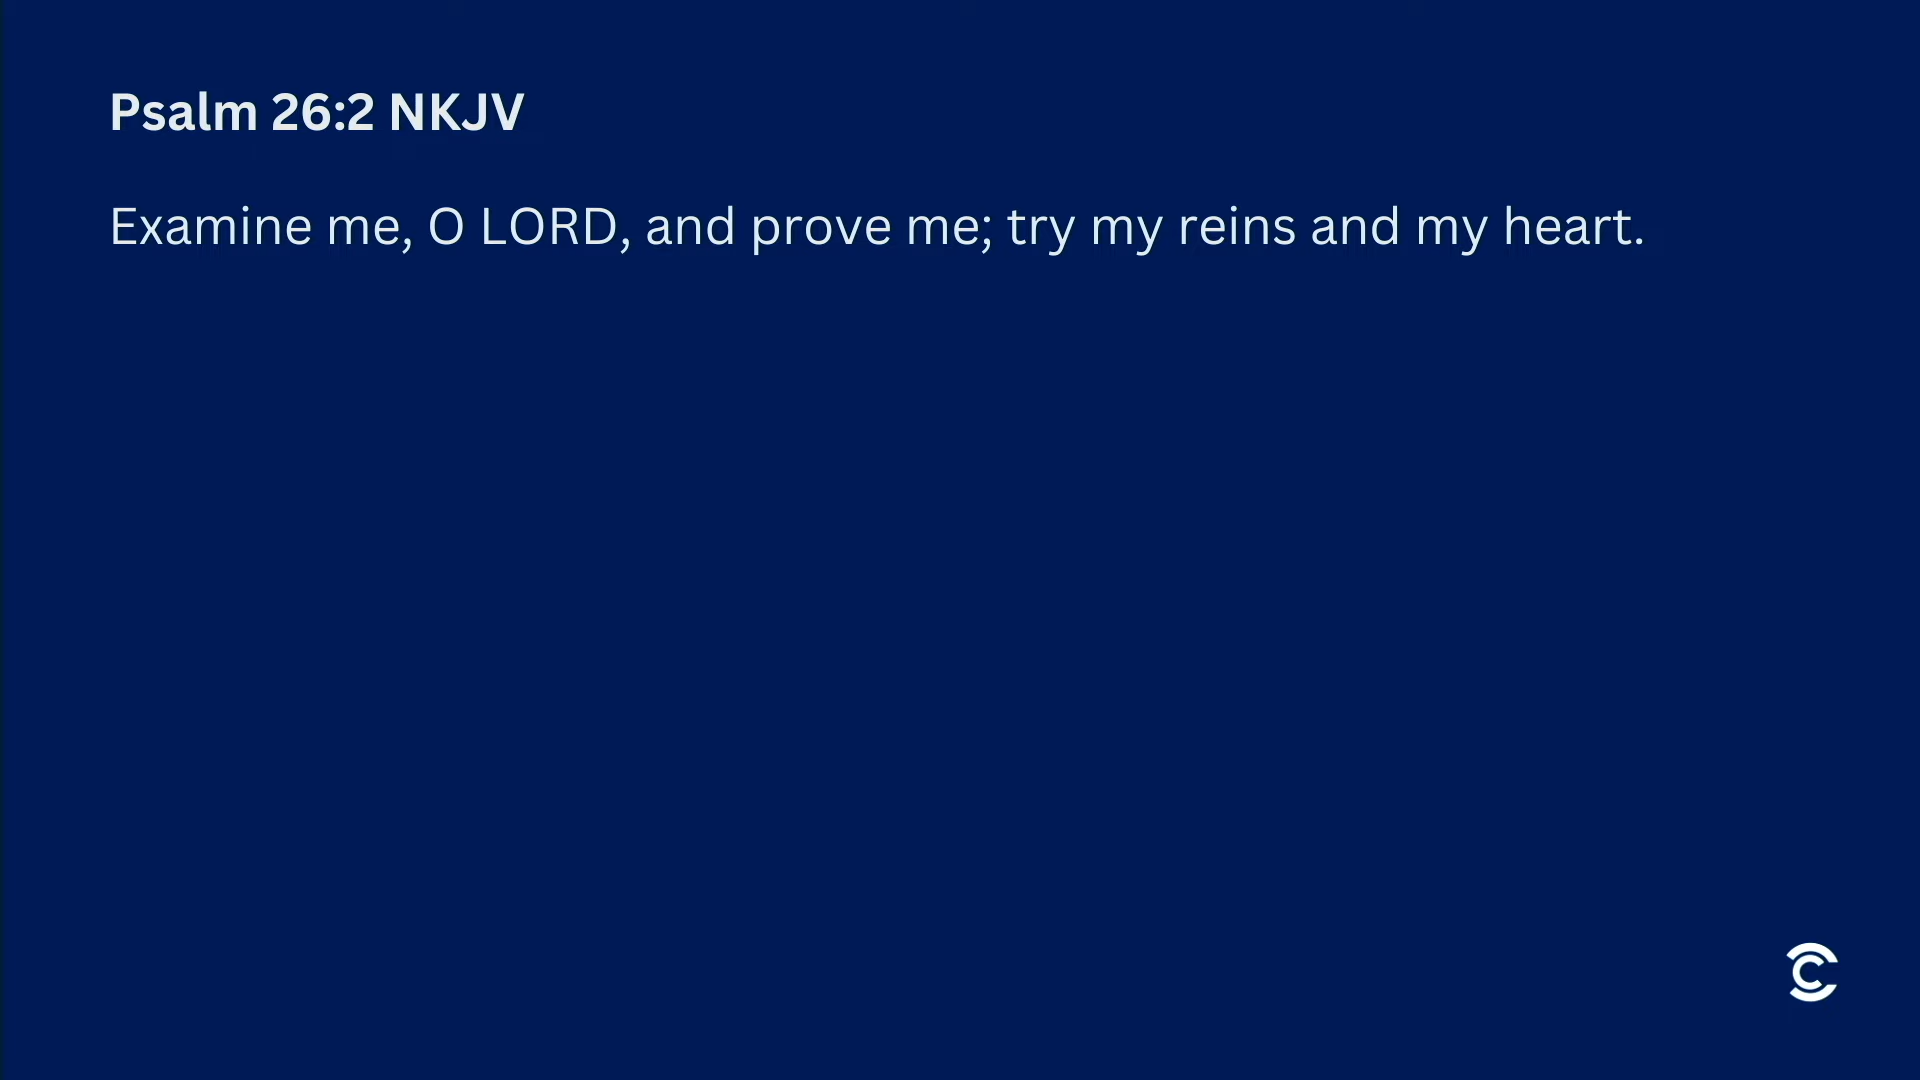 Psalm 26:2 NKJV
Examine me, O LORD, and prove me; try my reins and my heart.